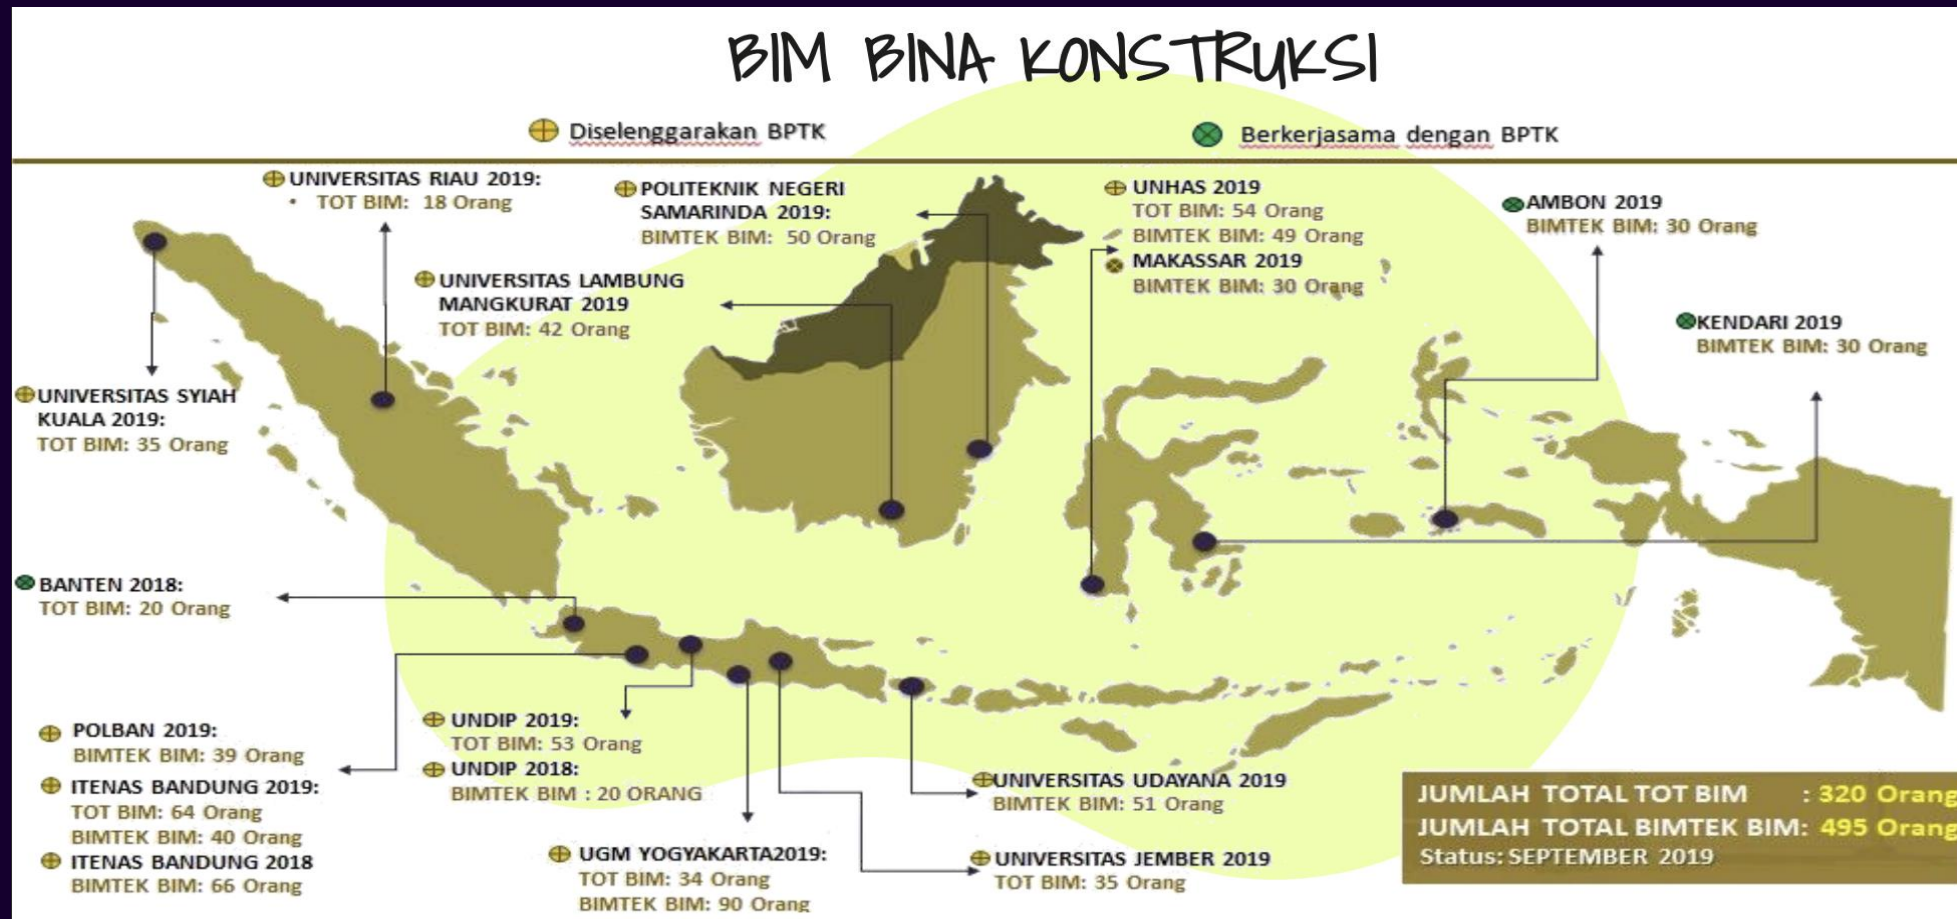 BIM BINA KONSTRUKSI
Diselenggarakan BPTK
Berkerjasama dengan BPTK
UNIVERSITAS RIAU 2019:
• TOT BIM: 18 Orang
POLITEKNIK NEGERI
SAMARINDA 2019:
BIMTEK BIM: 50 Orang
UNHAS 2019
TOT BIM: 54 Orang
BIMTEK BIM: 49 Orang
MAKASSAR 2019
BIMTEK BIM: 30 Orang
AMBON 2019
BIMTEK BIM: 30 Orang
UNIVERSITAS LAMBUNG
MANGKURAT 2019
TOT BIM: 42 Orang
KENDARI 2019
BIMTEK BIM: 30 Orang
UNIVERSITAS SYIAH
KUALA 2019:
TOT BIM: 35 Orang
BANTEN 2018:
TOT BIM: 20 Orang
POLBAN 2019:
BIMTEK BIM: 39 Orang
ITENAS BANDUNG 2019:
TOT BIM: 64 Orang
BIMTEK BIM: 40 Orang
ITENAS BANDUNG 2018
BIMTEK BIM: 66 Orang
UNDIP 2019:
TOT BIM: 53 Orang
UNDIP 2018:
BIMTEK BIM : 20 ORANG
UGM YOGYAKARTA2019:
TOT BIM: 34 Orang
BIMTEK BIM: 90 Orang
UNIVERSITAS UDAYANA 2019
BIMTEK BIM: 51 Orang
UNIVERSITAS JEMBER 2019
TOT BIM: 35 Orang
JUMLAH TOTAL TOT BIM : 320 Orang
JUMLAH TOTAL BIMTEK BIM: 495 Orang
Status: SEPTEMBER 2019